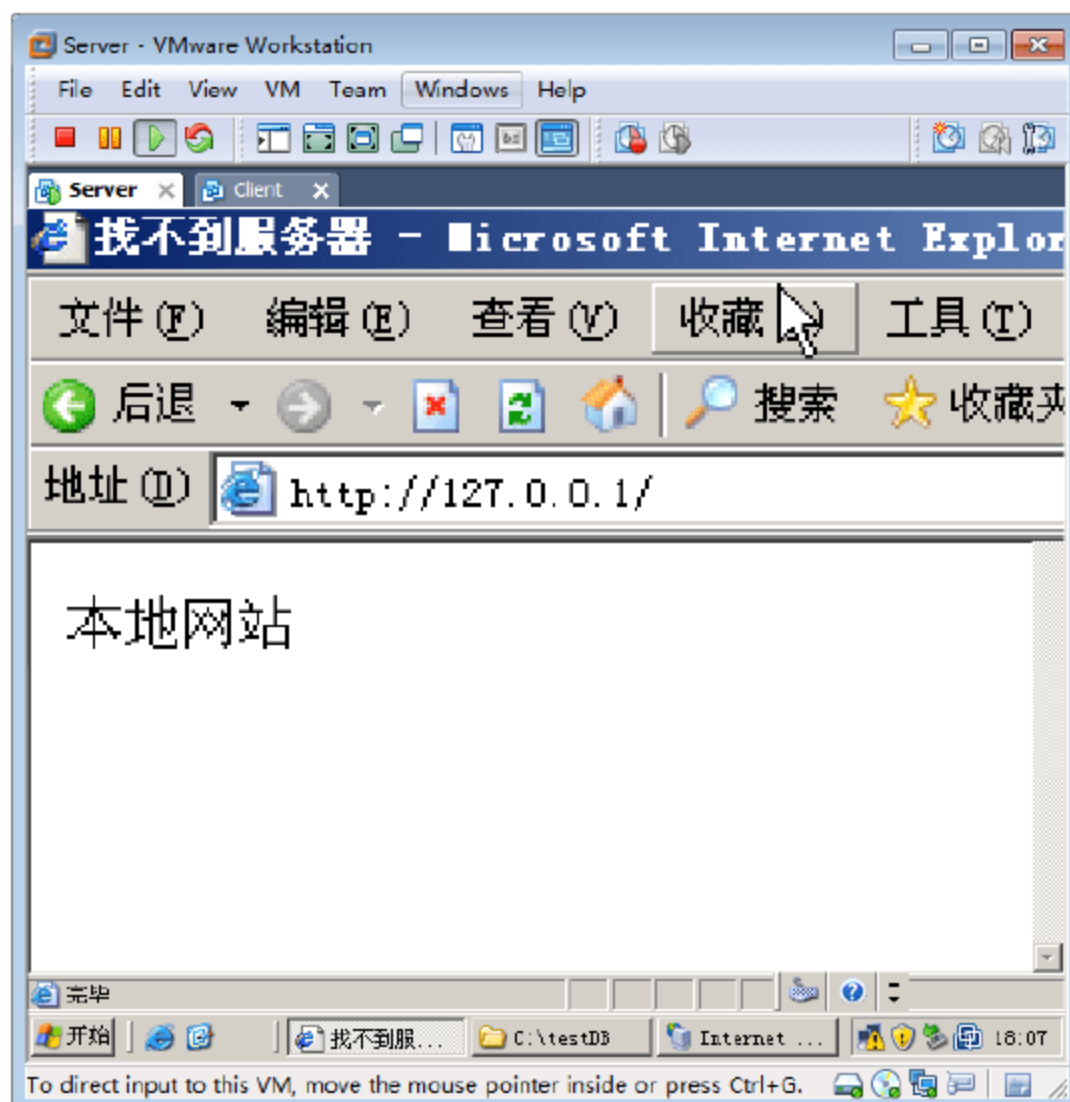 Server - VMware Workstation
File Edit View VM Team Windows Help
Server Client
找不到服务器 - Microsoft Internet Explor
文件(F) 编辑(E) 查看(V) 收藏 工具(T)
后退 搜索 收藏夹
地址(D) http://127.0.0.1/
本地网站
完毕
开始 找不到服... C:\testDB Internet ... 18:07
To direct input to this VM, move the mouse pointer inside or press Ctrl+G.